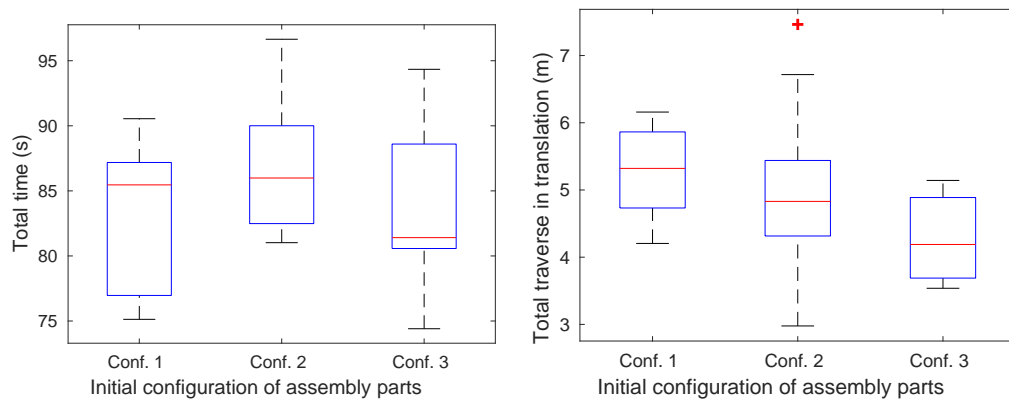 Total time (s)
95
90
85
80
75
Conf. 1 Conf. 2 Conf. 3
Initial configuration of assembly parts
Total traverse in translation (m)
7
6
5
4
3
Conf. 1 Conf. 2 Conf. 3
Initial configuration of assembly parts